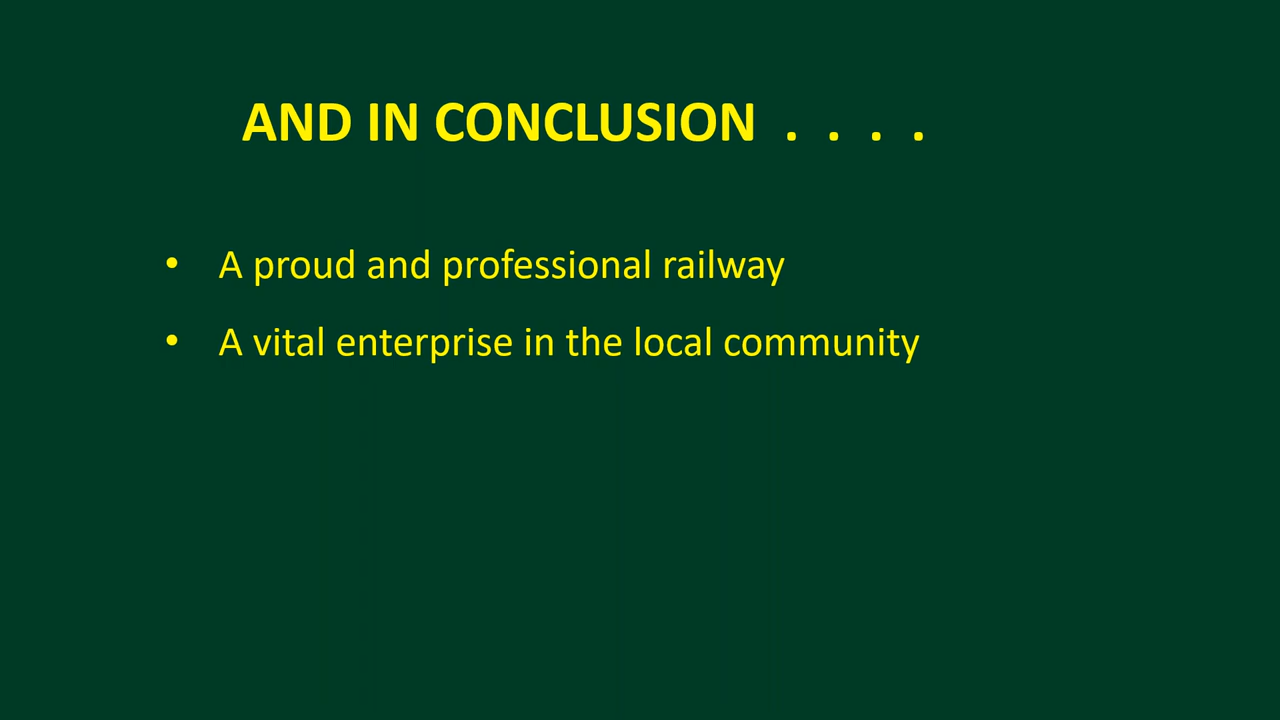 AND IN CONCLUSION . . . .
• A proud and professional railway
• A vital enterprise in the local community